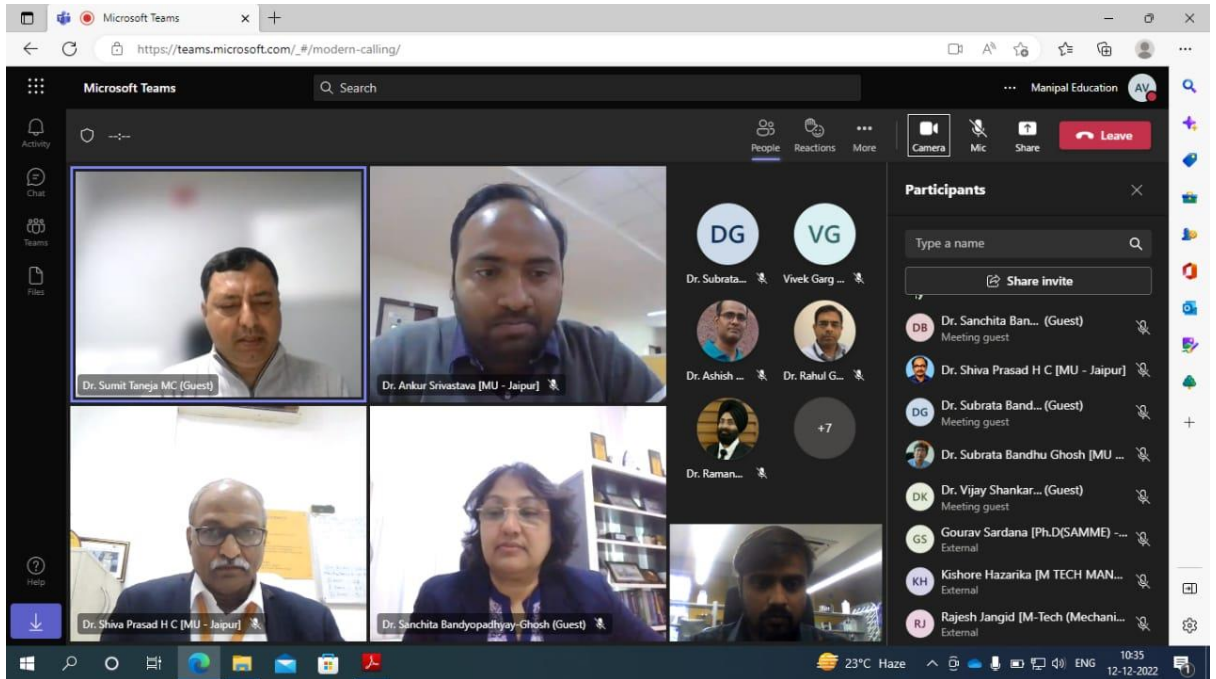 Microsoft Teams
https://teams.microsoft.com/_#/modern-calling/
Microsoft Teams
Search
Manipal Education
AV
--:--
People
Reactions
More
Camera
Mic
Share
Leave
Activity
Chat
Teams
Files
Help
Dr. Sumit Taneja MC (Guest)
Dr. Ankur Srivastava [MU - Jaipur]
Dr. Shiva Prasad H C [MU - Jaipur]
Dr. Sanchita Bandyopadhyay-Ghosh (Guest)
DG
VG
Dr. Subrata...
Vivek Garg ...
Dr. Ashish ...
Dr. Rahul G...
+7
Dr. Raman...
Participants
Type a name
Share invite
DB
Dr. Sanchita Ban... (Guest)
Meeting guest
Dr. Shiva Prasad H C [MU - Jaipur]
DG
Dr. Subrata Band... (Guest)
Meeting guest
Dr. Subrata Bandhu Ghosh [MU ...
DK
Dr. Vijay Shankar... (Guest)
Meeting guest
GS
Gourav Sardana [Ph.D(SAMME) -...
External
KH
Kishore Hazarika [M TECH MAN...
External
RJ
Rajesh Jangid [M-Tech (Mechani...
External
23°C Haze
ENG
10:35
12-12-2022
1